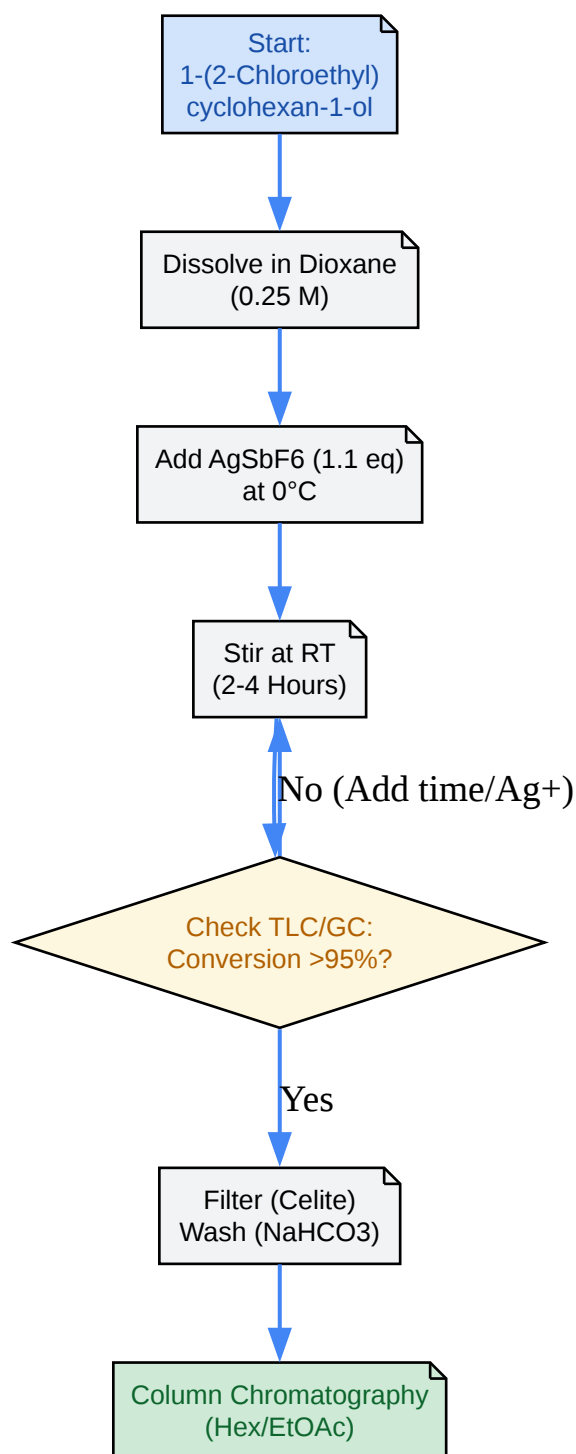 Start:
1-(2-Chloroethyl)
cyclohexan-1-ol
Dissolve in Dioxane
(0.25 M)
Add AgSbF6 (1.1 eq)
at 0°C
Stir at RT
(2-4 Hours)
No (Add time/Ag+)
Check TLC/GC:
Conversion >95%?
Yes
Filter (Celite)
Wash (NaHCO3)
Column Chromatography
(Hex/EtOAc)